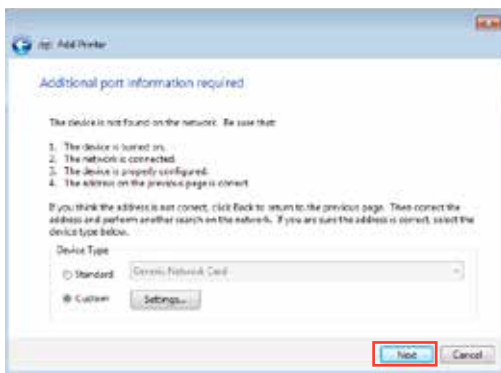 Add Printer
Additional port information required
The device is not found on the network. Be sure that:
1. The device is turned on.
2. The network is connected.
3. The device is properly configured.
4. The address on the previous page is correct.
If you think the address is not correct, click Back to return to the previous page. Then correct the
address and perform another search on the network. If you are sure the address is correct, select the
device type below.
Device Type
Standard
Generic Network Card
Custom
Settings...
Next
Cancel